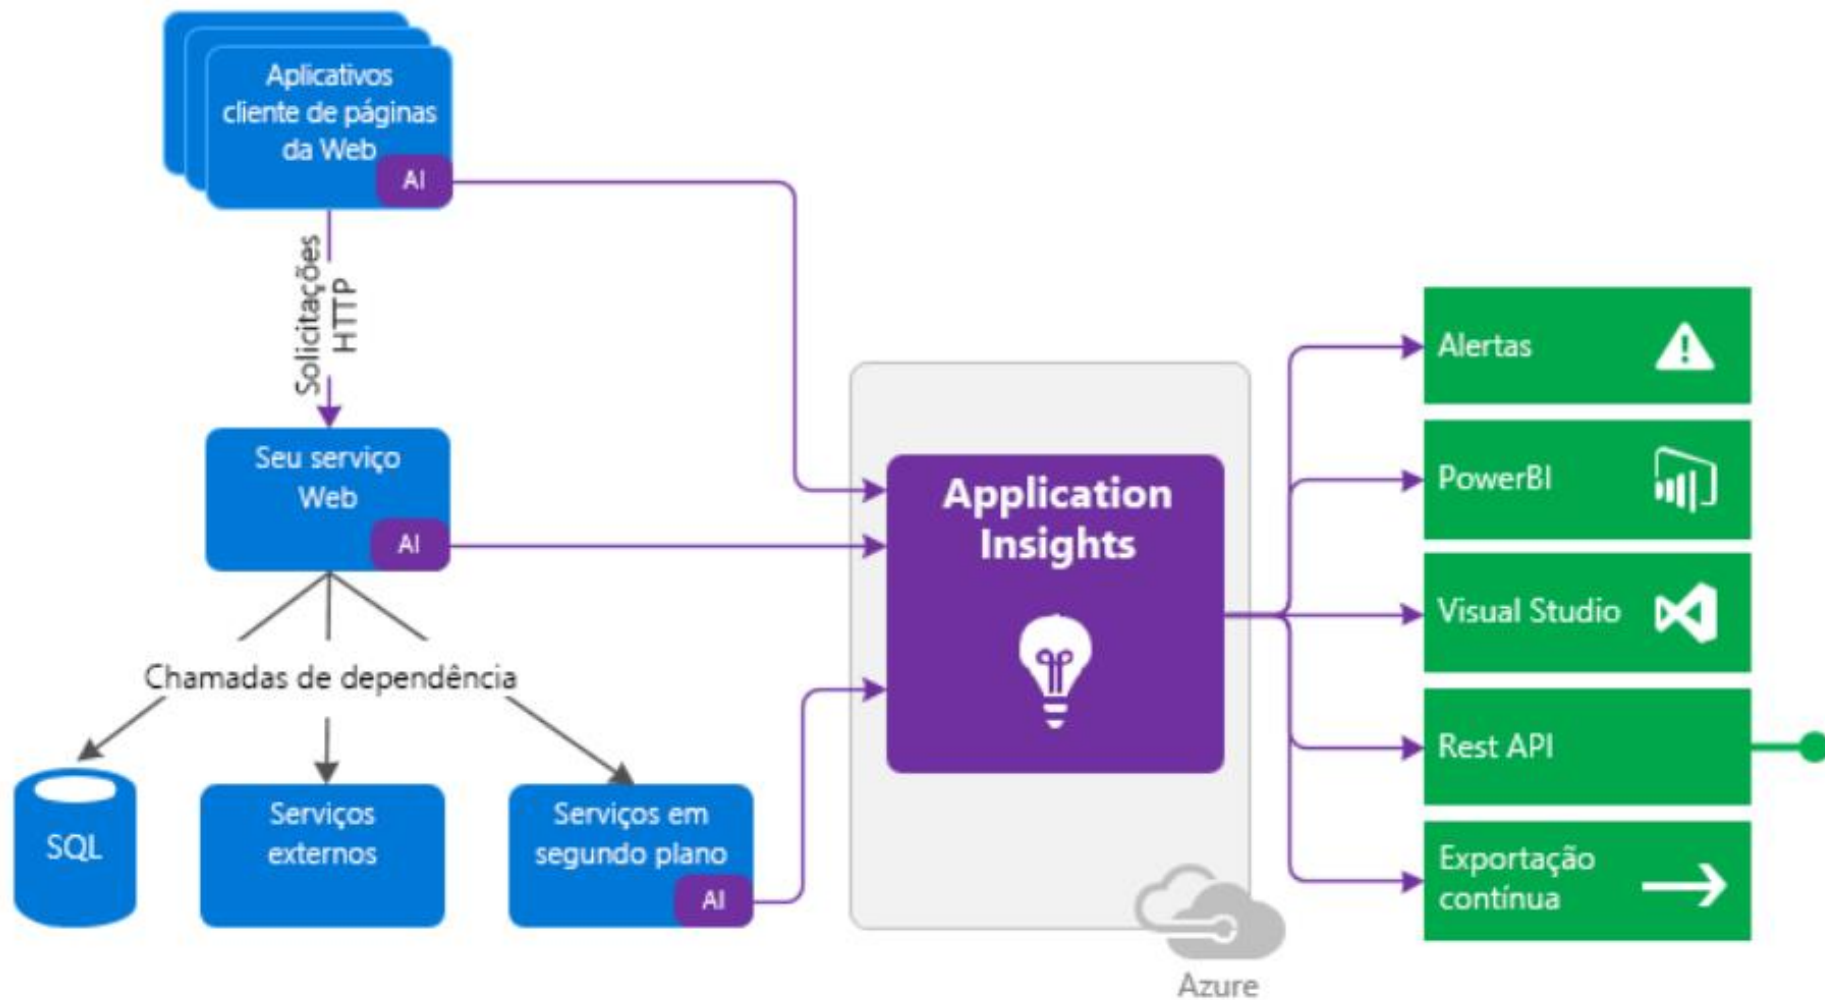 Aplicativos
cliente de páginas
da Web
AI
Solicitações
HTTP
Seu serviço
Web
AI
Chamadas de dependência
SQL
Serviços
externos
Serviços em
segundo plano
AI
Application
Insights
Azure
Alertas
PowerBI
Visual Studio
Rest API
Exportação
contínua